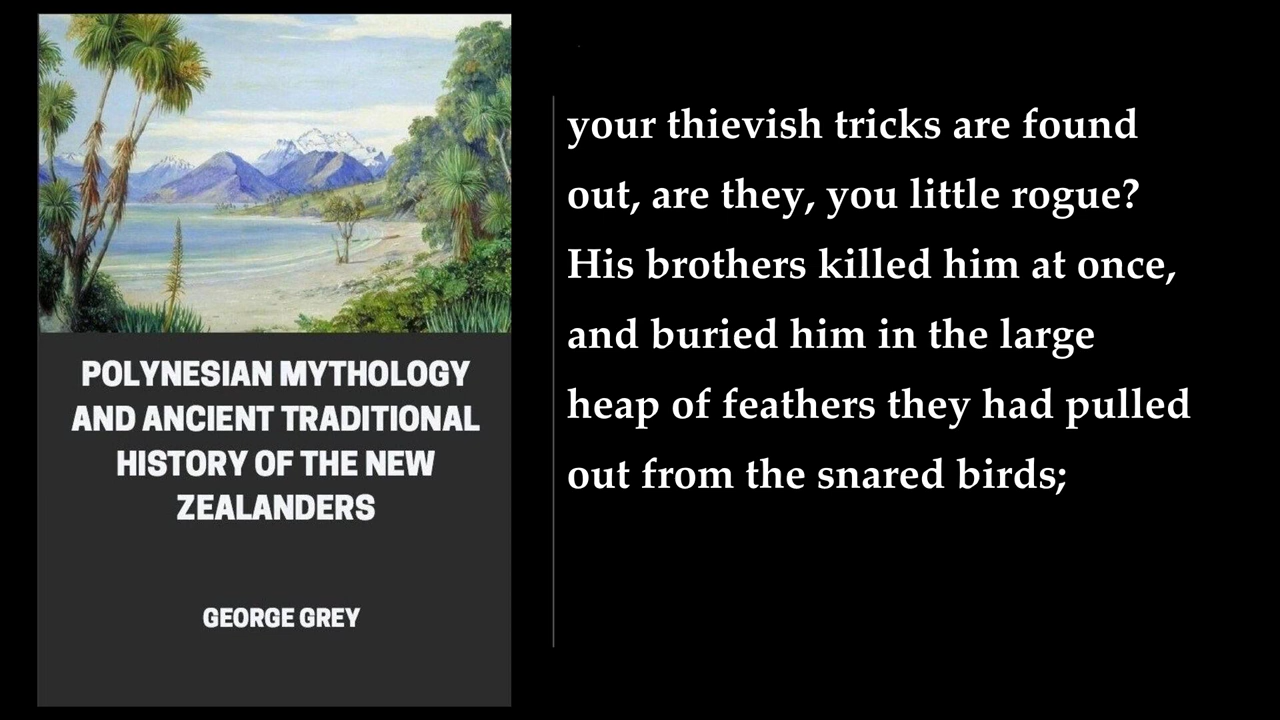 POLYNESIAN MYTHOLOGY
AND ANCIENT TRADITIONAL
HISTORY OF THE NEW
ZEALANDERS
GEORGE GREY
your thievish tricks are found
out, are they, you little rogue?
His brothers killed him at once,
and buried him in the large
heap of feathers they had pulled
out from the snared birds;